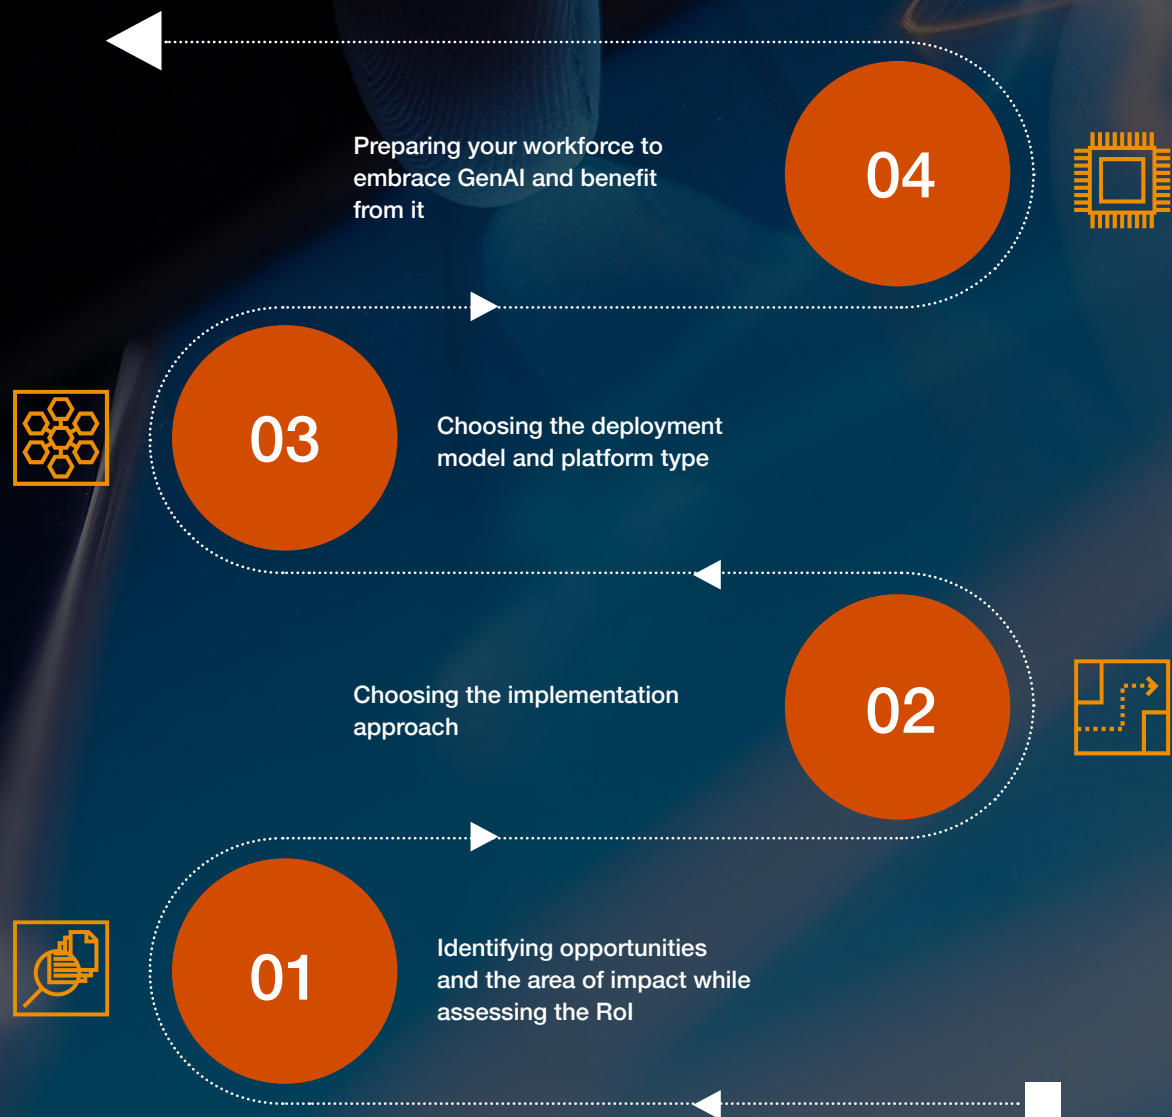 Preparing your workforce to
embrace GenAI and benefit
from it
04
03
Choosing the deployment
model and platform type
Choosing the implementation
approach
02
01
Identifying opportunities
and the area of impact while
assessing the RoI